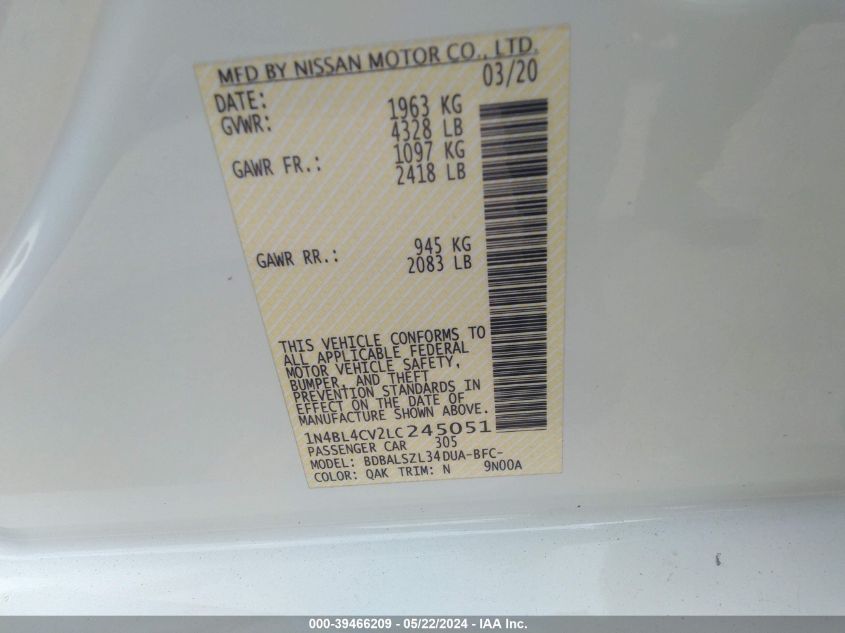 MFD BY NISSAN MOTOR CO., LTD.
DATE: 03/20
GVWR: 1963 KG
4328 LB
GAWR FR.: 1097 KG
2418 LB
GAWR RR.: 945 KG
2083 LB
THIS VEHICLE CONFORMS TO
ALL APPLICABLE FEDERAL
MOTOR VEHICLE SAFETY,
BUMPER, AND THEFT
PREVENTION STANDARDS IN
EFFECT ON THE DATE OF
MANUFACTURE SHOWN ABOVE.
1N4BL4CV2LC245051
PASSENGER CAR 305
MODEL: BDBALSZL34DUA-BFC-
COLOR: QAK TRIM: N 9N00A
000-39466209 - 05/22/2024 - IAA Inc.